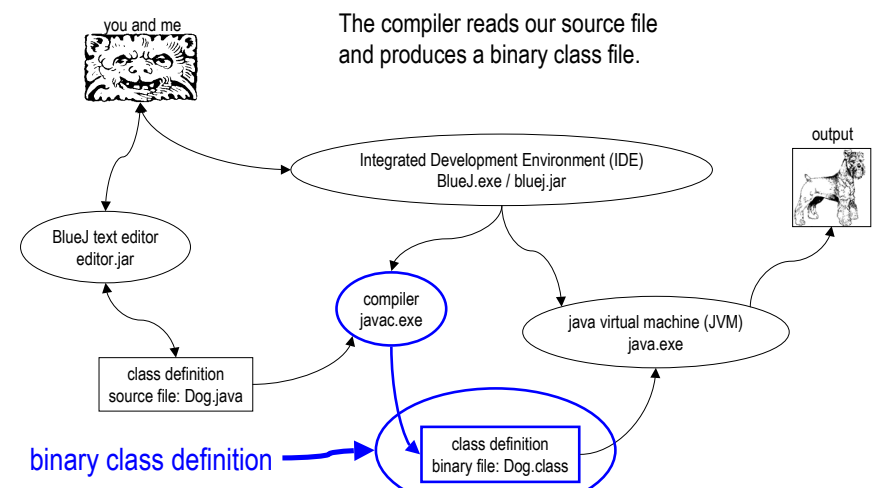 you and me
The compiler reads our source file
and produces a binary class file.
output
Integrated Development Environment (IDE)
BlueJ.exe / bluej.jar
BlueJ text editor
editor.jar
compiler
javac.exe
java virtual machine (JVM)
java.exe
class definition
source file: Dog.java
binary class definition
class definition
binary file: Dog.class